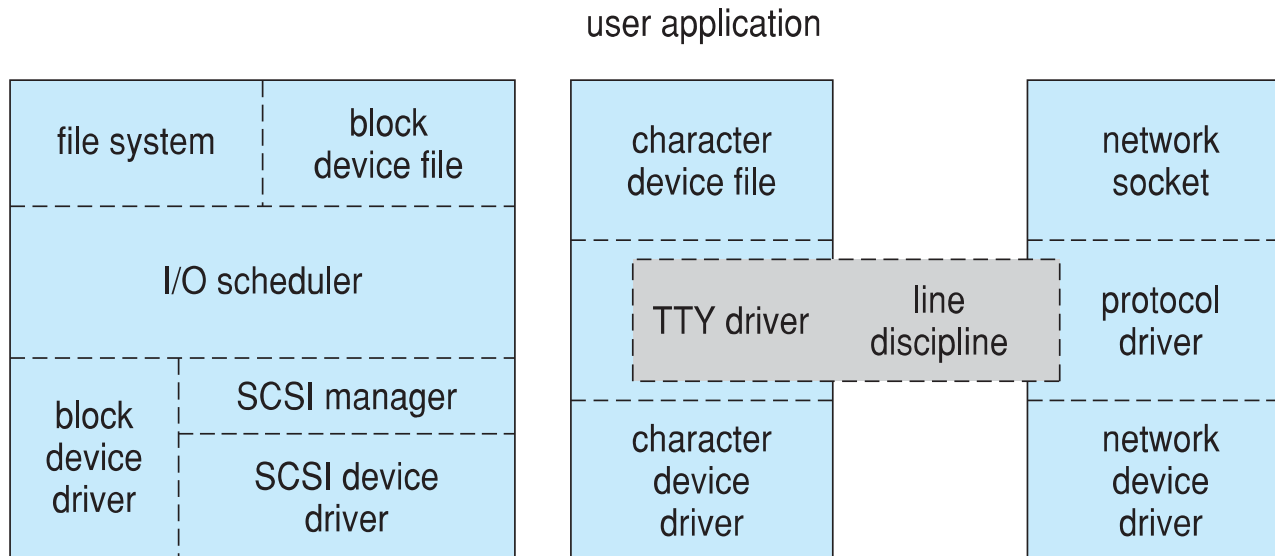 user application
file system
block
device file
I/O scheduler
block
device
driver
SCSI manager
SCSI device
driver
character
device file
TTY driver
line
discipline
character
device
driver
network
socket
protocol
driver
network
device
driver